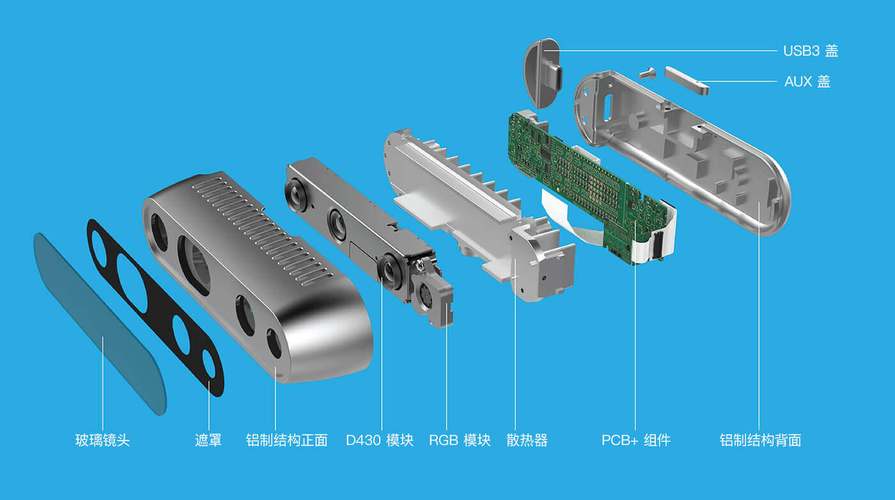 USB3 盖
AUX 盖
玻璃镜头
遮罩
铝制结构正面
D430 模块
RGB 模块
散热器
PCB+ 组件
铝制结构背面